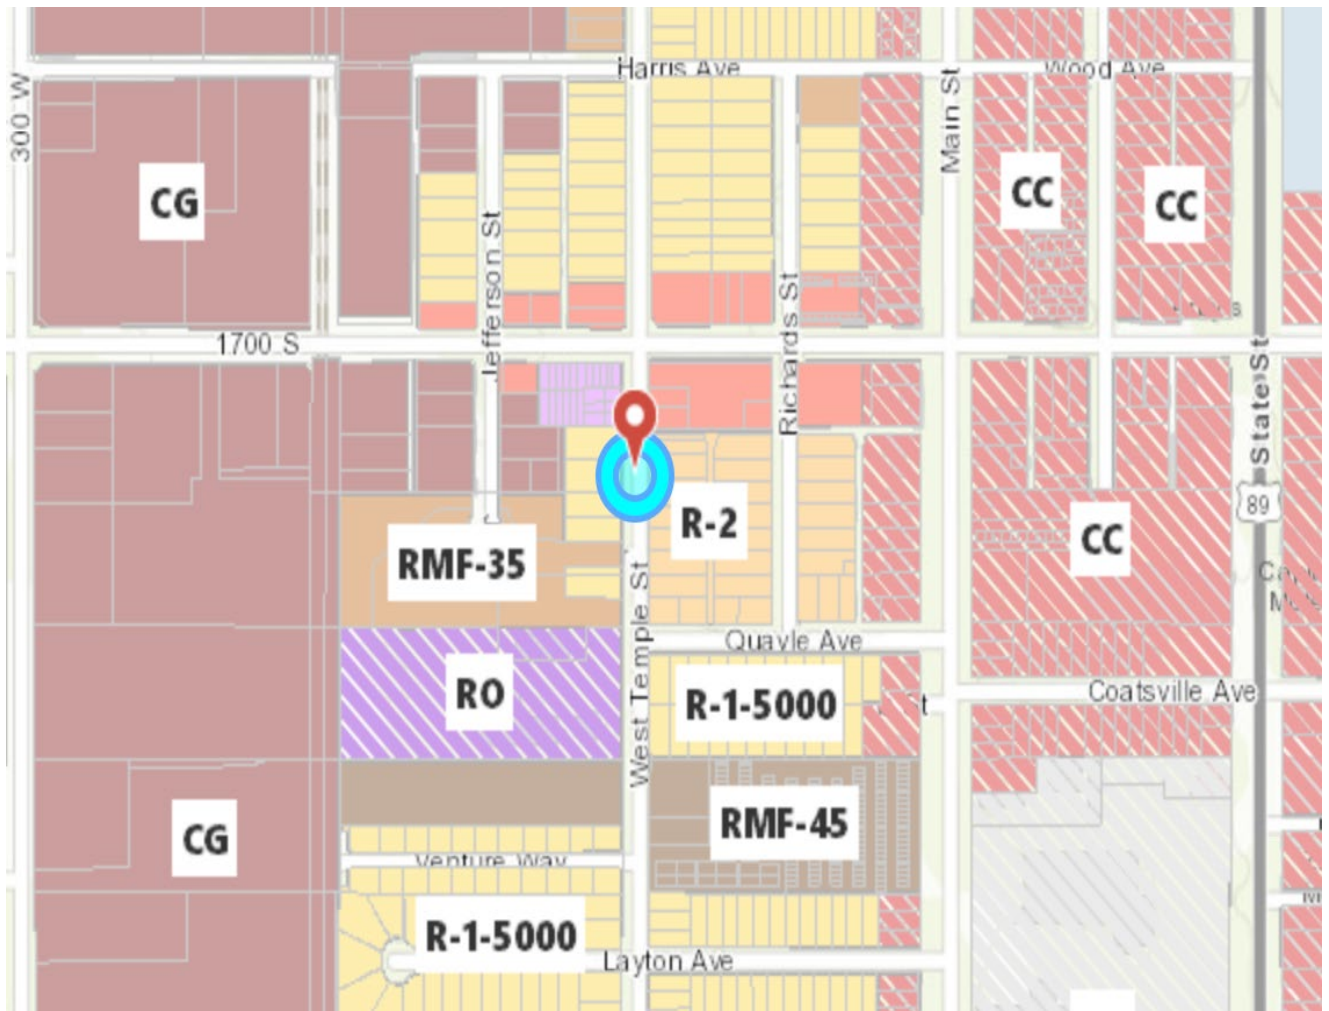 Harris Ave
Wood Ave
300 W
Main St
CG
CC
CC
Jefferson St
Richards St
1700 S
State St
89
R-2
CC
RMF-35
West Temple St
Quayle Ave
RO
R-1-5000
Coatsville Ave
RMF-45
CG
Venture Way
R-1-5000
Layton Ave